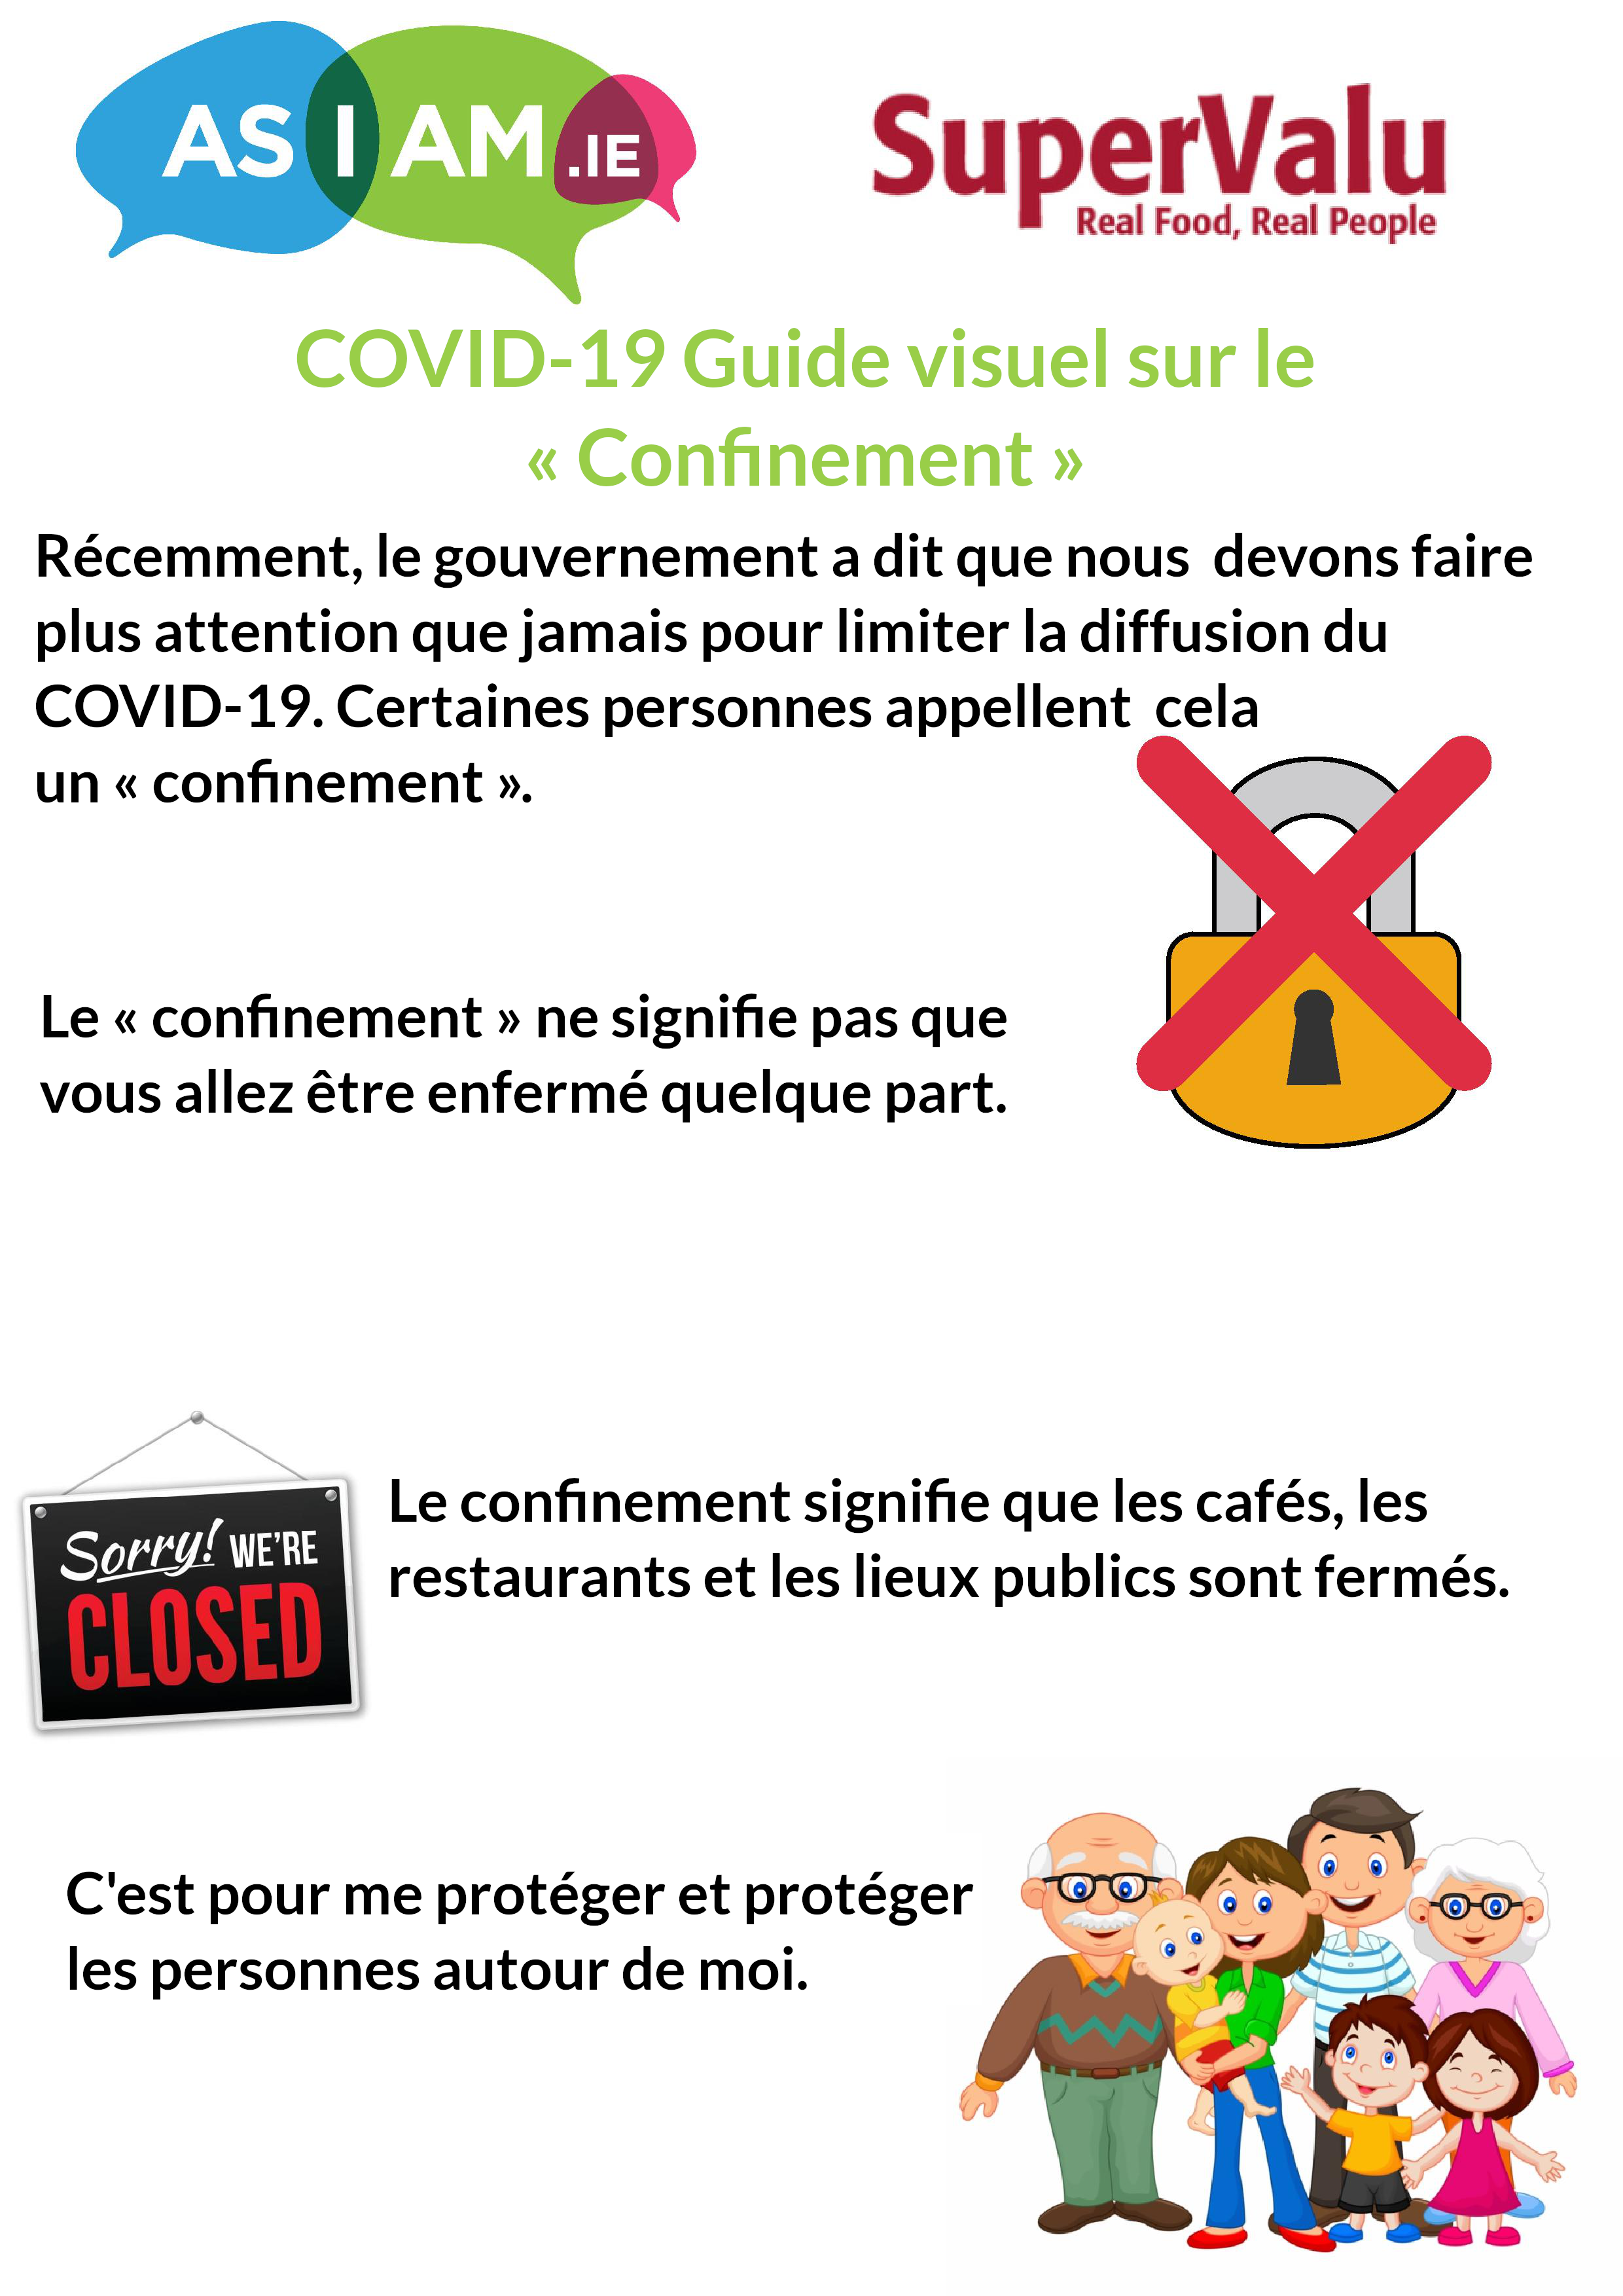 AS I AM .IE
SuperValu
Real Food, Real People
COVID-19 Guide visuel sur le
« Confinement »
Récemment, le gouvernement a dit que nous  devons faire
plus attention que jamais pour limiter la diffusion du
COVID-19. Certaines personnes appellent  cela
un « confinement ».
Le « confinement » ne signifie pas que
vous allez être enfermé quelque part.
Sorry! WE'RE
CLOSED
Le confinement signifie que les cafés, les
restaurants et les lieux publics sont fermés.
C'est pour me protéger et protéger
les personnes autour de moi.